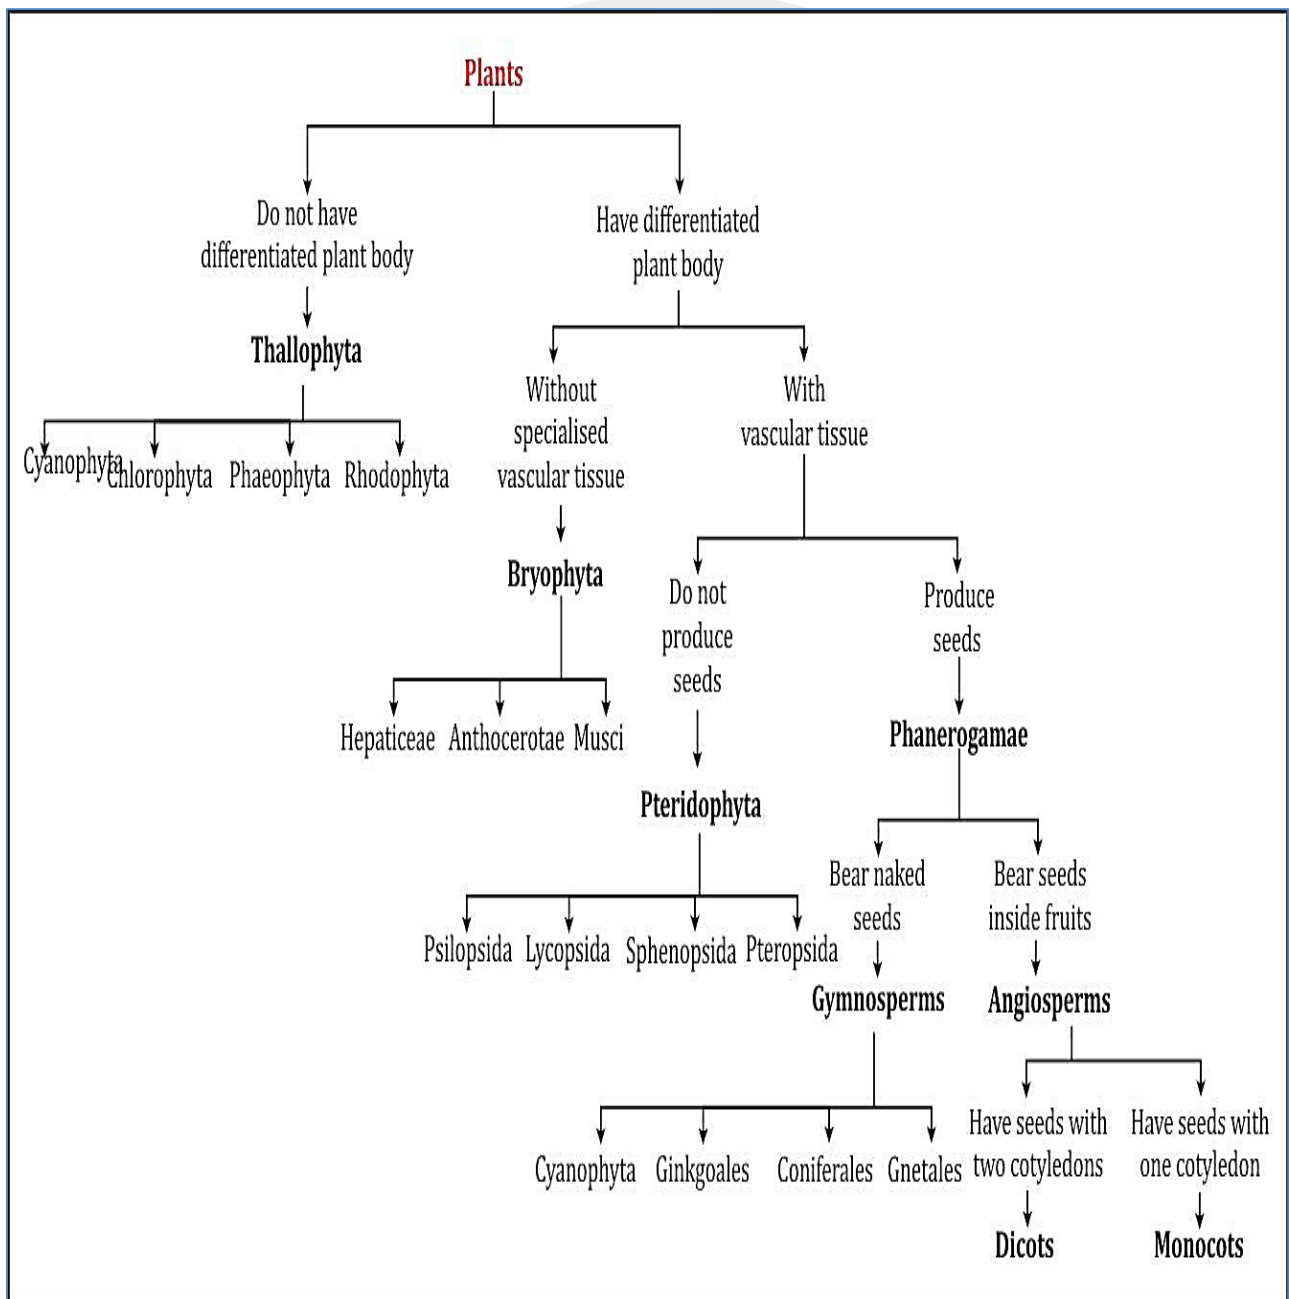 Plants
Do not have
differentiated plant body
Have differentiated
plant body
Thallophyta
Cyanophyta
Chlorophyta
Phaeophyta
Rhodophyta
Without
specialised
vascular tissue
With
vascular tissue
Bryophyta
Hepaticeae
Anthocerotae
Musci
Do not
produce
seeds
Produce
seeds
Pteridophyta
Phanerogamae
Psilopsida
Lycopsida
Sphenopsida
Pteropsida
Bear naked
seeds
Bear seeds
inside fruits
Gymnosperms
Angiosperms
Cyanophyta
Ginkgoales
Coniferales
Gnetales
Have seeds with
two cotyledons
Have seeds with
one cotyledon
Dicots
Monocots